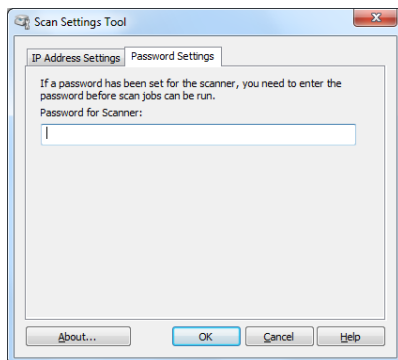 Scan Settings Tool
IP Address Settings Password Settings
If a password has been set for the scanner, you need to enter the
password before scan jobs can be run.
Password for Scanner:
About... OK Cancel Help